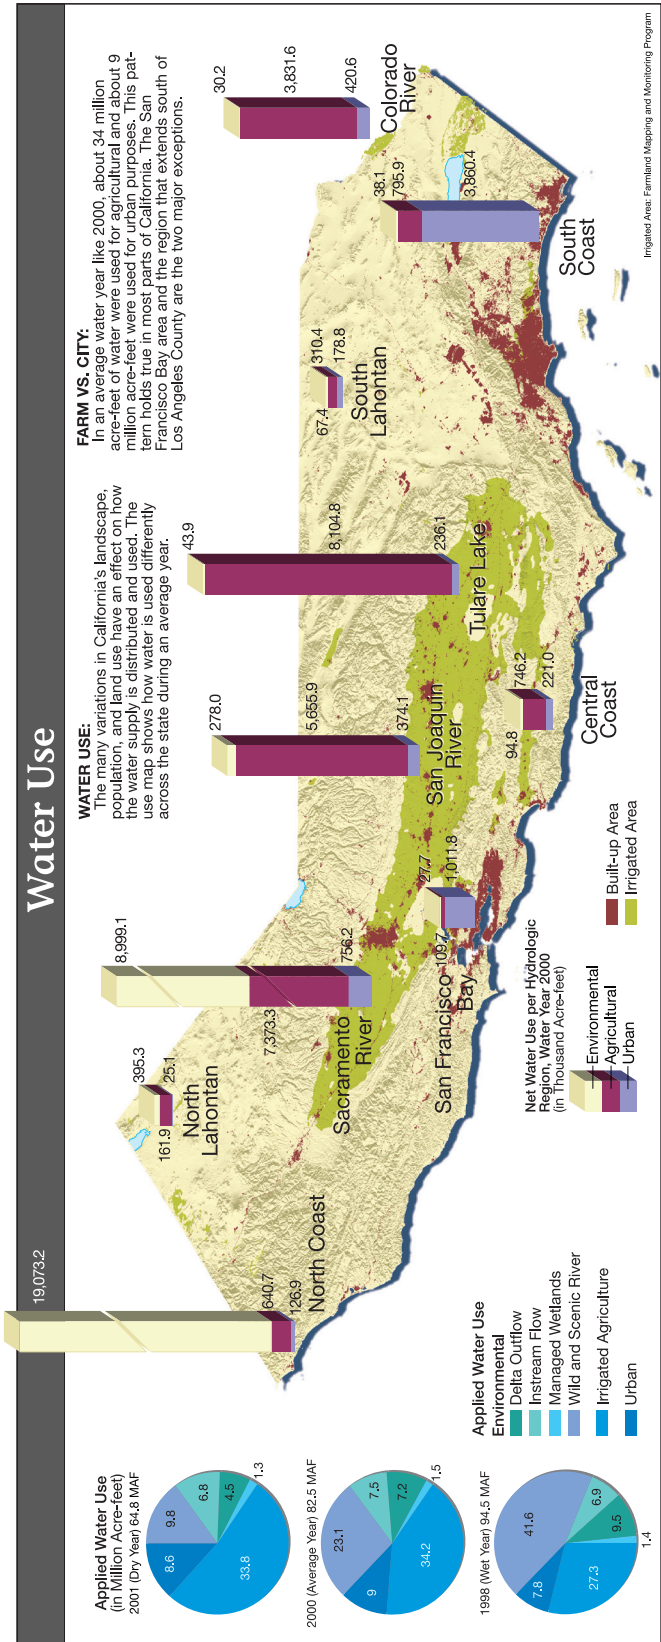 Water Use
Applied Water Use
(in Million Acre-feet)
2001 (Dry Year) 64.8 MAF
8.6
9.8
6.8
4.5
1.3
33.8
2000 (Average Year) 82.5 MAF
23.1
7.5
7.2
1.5
34.2
9
1998 (Wet Year) 94.5 MAF
41.6
6.9
9.5
1.4
27.3
7.8
Applied Water Use
Environmental
Delta Outflow
Instream Flow
Managed Wetlands
Wild and Scenic River
Irrigated Agriculture
Urban
19,073.2
640.7
126.9
North Coast
395.3
161.9
25.1
North
Lahontan
8,999.1
7,373.3
756.2
Sacramento
River
27.7
109.7
1,011.8
San Francisco
Bay
Net Water Use per Hydrologic
Region, Water Year 2000
(in Thousand Acre-feet)
Environmental
Agricultural
Urban
Built-up Area
Irrigated Area
WATER USE:
The many variations in California's landscape,
population, and land use have an effect on how
the water supply is distributed and used. The
use map shows how water is used differently
across the state during an average year.
278.0
5,655.9
374.1
San Joaquin
River
43.9
8,104.8
236.1
Tulare Lake
94.8
746.2
221.0
Central
Coast
FARM VS. CITY:
In an average water year like 2000, about 34 million
acre-feet of water were used for agricultural and about 9
million acre-feet were used for urban purposes. This pat-
tern holds true in most parts of California. The San
Francisco Bay area and the region that extends south of
Los Angeles County are the two major exceptions.
310.4
67.4
178.8
South
Lahontan
38.1
795.9
3,860.4
South
Coast
30.2
3,831.6
420.6
Colorado
River
Irrigated Area: Farmland Mapping and Monitoring Program